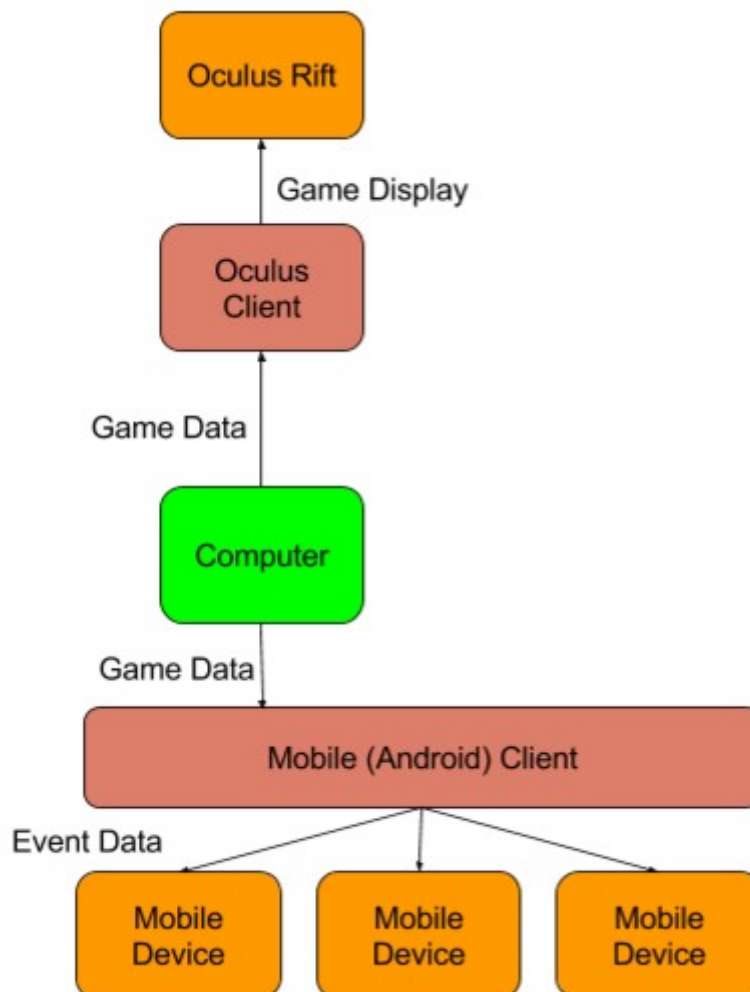 Oculus Rift
Game Display
Oculus
Client
Game Data
Computer
Game Data
Mobile (Android) Client
Event Data
Mobile
Device
Mobile
Device
Mobile
Device